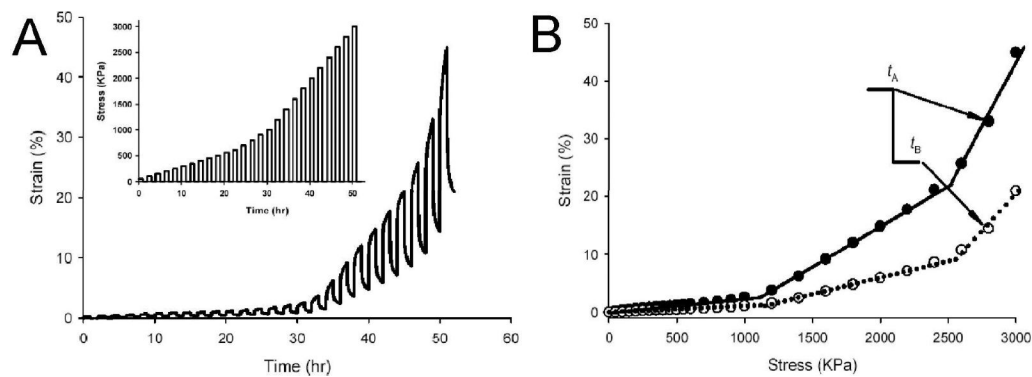 A
50
40
30
20
10
0
Strain (%)
0 10 20 30 40 50 60
Time (hr)
3000
2500
2000
1500
1000
500
0
Stress (KPa)
0 10 20 30 40 50
Time (hr)
B
50
40
30
20
10
0
Strain (%)
tA
tB
0 500 1000 1500 2000 2500 3000
Stress (KPa)